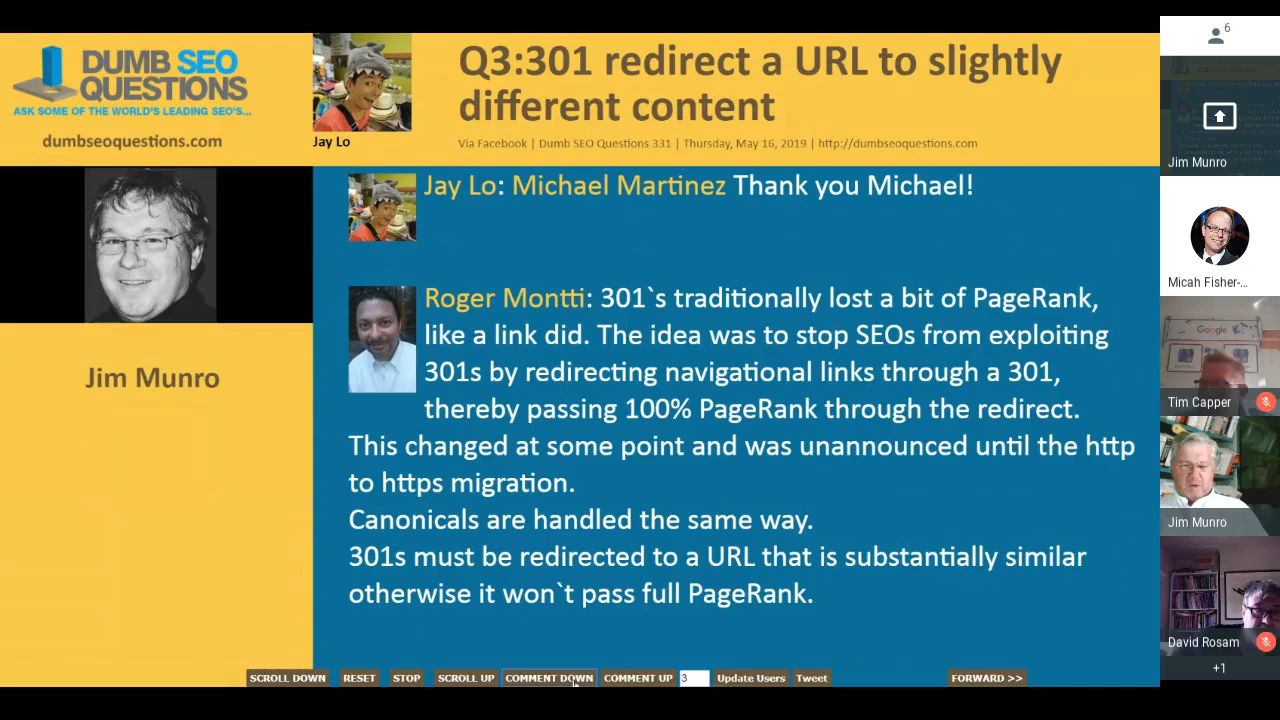 DUMB SEO
QUESTIONS
ASK SOME OF THE WORLD'S LEADING SEO'S...
dumbseoquestions.com
Jay Lo
Q3:301 redirect a URL to slightly
different content
Via Facebook | Dumb SEO Questions 331 | Thursday, May 16, 2019 | http://dumbseoquestions.com
Jim Munro
Jay Lo: Michael Martinez Thank you Michael!
Roger Montti: 301`s traditionally lost a bit of PageRank,
like a link did. The idea was to stop SEOs from exploiting
301s by redirecting navigational links through a 301,
thereby passing 100% PageRank through the redirect.
This changed at some point and was unannounced until the http
to https migration.
Canonicals are handled the same way.
301s must be redirected to a URL that is substantially similar
otherwise it won`t pass full PageRank.
SCROLL DOWN RESET STOP SCROLL UP COMMENT DOWN COMMENT UP 3 Update Users Tweet FORWARD >>
6
Jim Munro
Micah Fisher-...
Google
Tim Capper
Jim Munro
David Rosam
+1